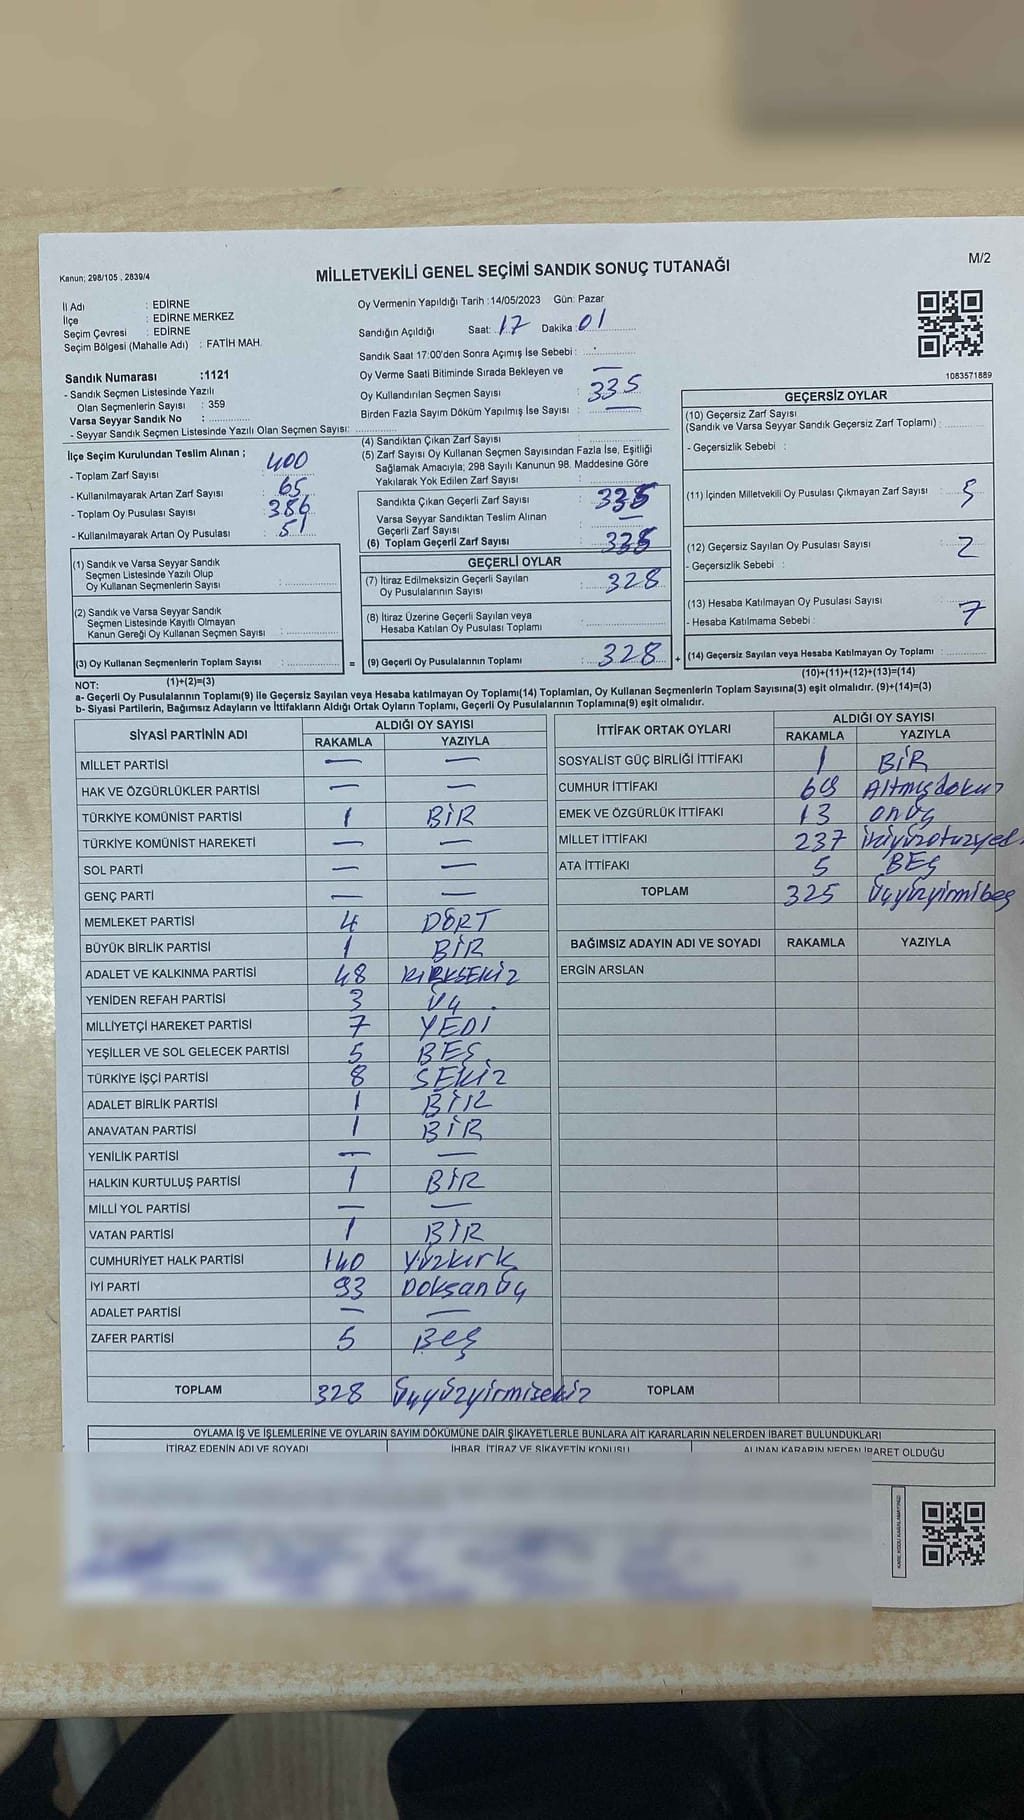 M/2
Kanun; 298/105 , 2839/4
MİLLETVEKİLİ GENEL SEÇİMİ SANDIK SONUÇ TUTANAĞI
İl Adı : EDİRNE
İlçe : EDİRNE MERKEZ
Seçim Çevresi : EDİRNE
Seçim Bölgesi (Mahalle Adı) : FATİH MAH.
Sandık Numarası :1121
- Sandık Seçmen Listesinde Yazılı
Olan Seçmenlerin Sayısı : 359
Varsa Seyyar Sandık No :
- Seyyar Sandık Seçmen Listesinde Yazılı Olan Seçmen Sayısı:
İlçe Seçim Kurulundan Teslim Alınan ;
- Toplam Zarf Sayısı : 400
- Kullanılmayarak Artan Zarf Sayısı : 65
- Toplam Oy Pusulası Sayısı : 386
- Kullanılmayarak Artan Oy Pusulası : 51
(1) Sandık ve Varsa Seyyar Sandık
Seçmen Listesinde Yazılı Olup
Oy Kullanan Seçmenlerin Sayısı :
(2) Sandık ve Varsa Seyyar Sandık
Seçmen Listesinde Kayıtlı Olmayan
Kanun Gereği Oy Kullanan Seçmen Sayısı :
(3) Oy Kullanan Seçmenlerin Toplam Sayısı : =
(1)+(2)=(3)
Oy Vermenin Yapıldığı Tarih :14/05/2023 Gün: Pazar
Sandığın Açıldığı Saat: 17 Dakika: 01
Sandık Saat 17:00'den Sonra Açımış İse Sebebi :
Oy Verme Saati Bitiminde Sırada Bekleyen ve —
Oy Kullandırılan Seçmen Sayısı : 335
Birden Fazla Sayım Döküm Yapılmış İse Sayısı : —
(4) Sandıktan Çıkan Zarf Sayısı :
(5) Zarf Sayısı Oy Kullanan Seçmen Sayısından Fazla İse, Eşitliği
Sağlamak Amacıyla; 298 Sayılı Kanunun 98. Maddesine Göre
Yakılarak Yok Edilen Zarf Sayısı :
Sandıkta Çıkan Geçerli Zarf Sayısı : 335
Varsa Seyyar Sandıktan Teslim Alınan
Geçerli Zarf Sayısı : —
(6) Toplam Geçerli Zarf Sayısı : 335
GEÇERLİ OYLAR
(7) İtiraz Edilmeksizin Geçerli Sayılan
Oy Pusulalarının Sayısı : 328
(8) İtiraz Üzerine Geçerli Sayılan veya
Hesaba Katılan Oy Pusulası Toplamı :
(9) Geçerli Oy Pusulalarının Toplamı : 328 +
1083571889
GEÇERSİZ OYLAR
(10) Geçersiz Zarf Sayısı
(Sandık ve Varsa Seyyar Sandık Geçersiz Zarf Toplamı) :
- Geçersizlik Sebebi :
(11) İçinden Milletvekili Oy Pusulası Çıkmayan Zarf Sayısı : 5
(12) Geçersiz Sayılan Oy Pusulası Sayısı : 2
- Geçersizlik Sebebi :
(13) Hesaba Katılmayan Oy Pusulası Sayısı : 7
- Hesaba Katılmama Sebebi :
(14) Geçersiz Sayılan veya Hesaba Katılmayan Oy Toplamı :
(10)+(11)+(12)+(13)=(14)
NOT:
a- Geçerli Oy Pusulalarının Toplamı(9) ile Geçersiz Sayılan veya Hesaba katılmayan Oy Toplamı(14) Toplamları, Oy Kullanan Seçmenlerin Toplam Sayısına(3) eşit olmalıdır. (9)+(14)=(3)
b- Siyasi Partilerin, Bağımsız Adayların ve İttifakların Aldığı Ortak Oyların Toplamı, Geçerli Oy Pusulalarının Toplamına(9) eşit olmalıdır.
SİYASİ PARTİNİN ADI ALDIĞI OY SAYISI
RAKAMLA YAZIYLA
MİLLET PARTİSİ — —
HAK VE ÖZGÜRLÜKLER PARTİSİ — —
TÜRKİYE KOMÜNİST PARTİSİ 1 BİR
TÜRKİYE KOMÜNİST HAREKETİ — —
SOL PARTİ — —
GENÇ PARTİ — —
MEMLEKET PARTİSİ 4 DÖRT
BÜYÜK BİRLİK PARTİSİ 1 BİR
ADALET VE KALKINMA PARTİSİ 48 KIRKSEKİZ
YENİDEN REFAH PARTİSİ 3 Üç
MİLLİYETÇİ HAREKET PARTİSİ 7 YEDİ
YEŞİLLER VE SOL GELECEK PARTİSİ 5 BEŞ
TÜRKİYE İŞÇİ PARTİSİ 8 SEKİZ
ADALET BİRLİK PARTİSİ 1 BİR
ANAVATAN PARTİSİ 1 BİR
YENİLİK PARTİSİ — —
HALKIN KURTULUŞ PARTİSİ 1 BİR
MİLLİ YOL PARTİSİ — —
VATAN PARTİSİ 1 BİR
CUMHURİYET HALK PARTİSİ 140 Yüzkırk
İYİ PARTİ 93 Doksanüç
ADALET PARTİSİ — —
ZAFER PARTİSİ 5 Beş
TOPLAM 328 Üçyüzyirmisekiz
İTTİFAK ORTAK OYLARI ALDIĞI OY SAYISI
RAKAMLA YAZIYLA
SOSYALİST GÜÇ BİRLİĞİ İTTİFAKI 1 BİR
CUMHUR İTTİFAKI 69 Altmışdokuz
EMEK VE ÖZGÜRLÜK İTTİFAKI 13 onüç
MİLLET İTTİFAKI 237 ikiyüzotuzyedi
ATA İTTİFAKI 5 BEŞ
TOPLAM 325 Üçyüzyirmibeş
BAĞIMSIZ ADAYIN ADI VE SOYADI RAKAMLA YAZIYLA
ERGİN ARSLAN
TOPLAM
OYLAMA İŞ VE İŞLEMLERİNE VE OYLARIN SAYIM DÖKÜMÜNE DAİR ŞİKAYETLERLE BUNLARA AİT KARARLARIN NELERDEN İBARET BULUNDUKLARI
İTİRAZ EDENİN ADI VE SOYADI İHBAR, İTİRAZ VE ŞİKAYETİN KONUSU ALINAN KARARIN NEDEN İBARET OLDUĞU